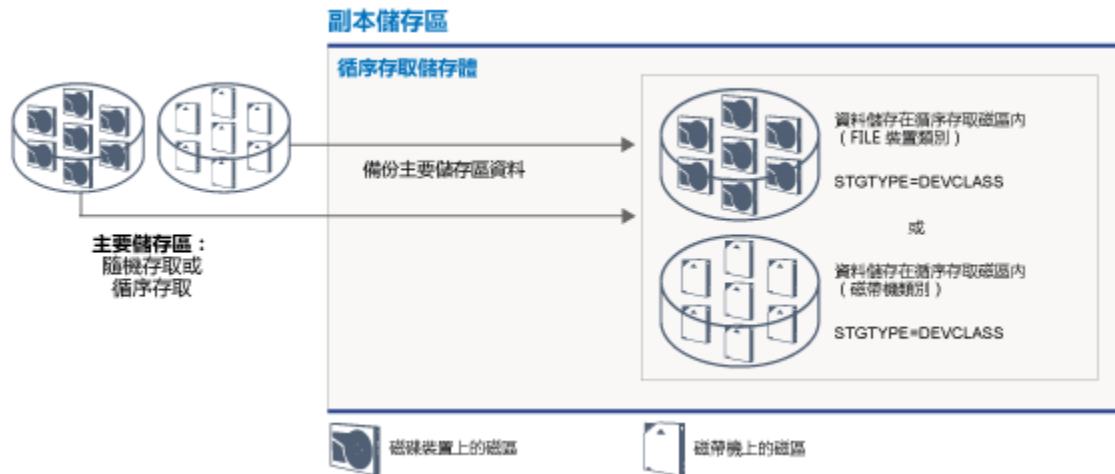 副本儲存區
循序存取儲存體
資料儲存在循序存取磁區內
（FILE 裝置類別）
備份主要儲存區資料
STGTYPE=DEVCLASS
或
主要儲存區：
隨機存取或
循序存取
資料儲存在循序存取磁區內
（磁帶機類別）
STGTYPE=DEVCLASS
磁碟裝置上的磁區
磁帶機上的磁區